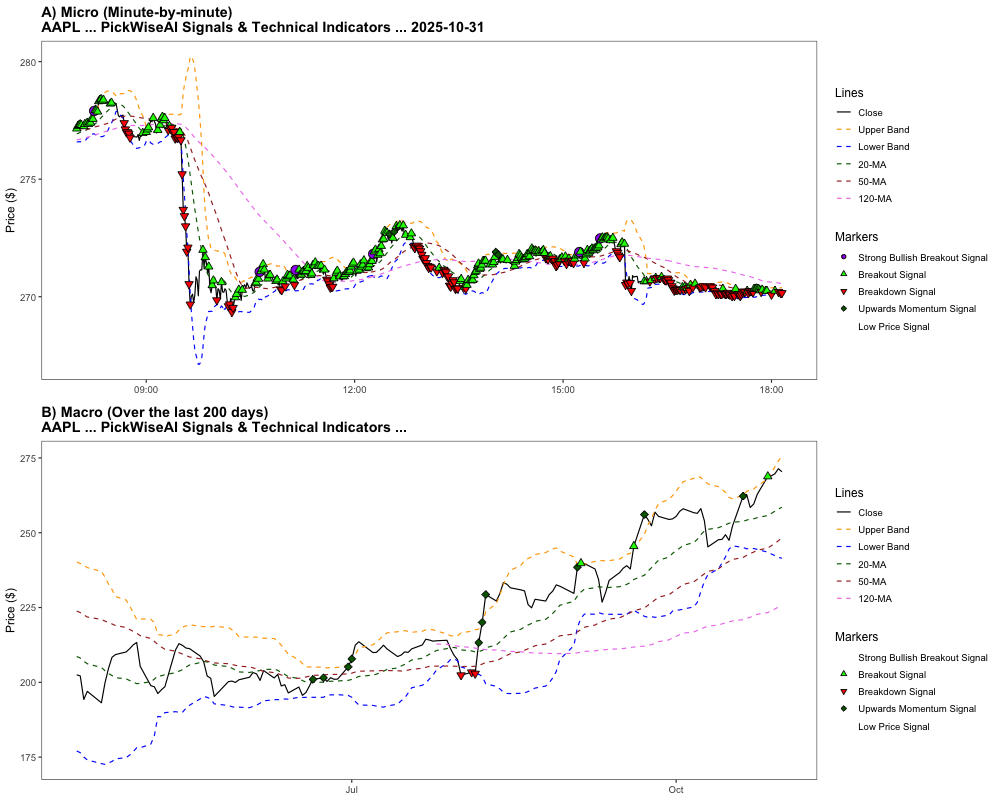 A) Micro (Minute-by-minute)
AAPL ... PickWiseAI Signals & Technical Indicators ... 2025-10-31
Price ($)
280
275
270
09:00
12:00
15:00
18:00
Lines
Close
Upper Band
Lower Band
20-MA
50-MA
120-MA
Markers
Strong Bullish Breakout Signal
Breakout Signal
Breakdown Signal
Upwards Momentum Signal
Low Price Signal
B) Macro (Over the last 200 days)
AAPL ... PickWiseAI Signals & Technical Indicators ...
Price ($)
275
250
225
200
175
Jul
Oct
Lines
Close
Upper Band
Lower Band
20-MA
50-MA
120-MA
Markers
Strong Bullish Breakout Signal
Breakout Signal
Breakdown Signal
Upwards Momentum Signal
Low Price Signal